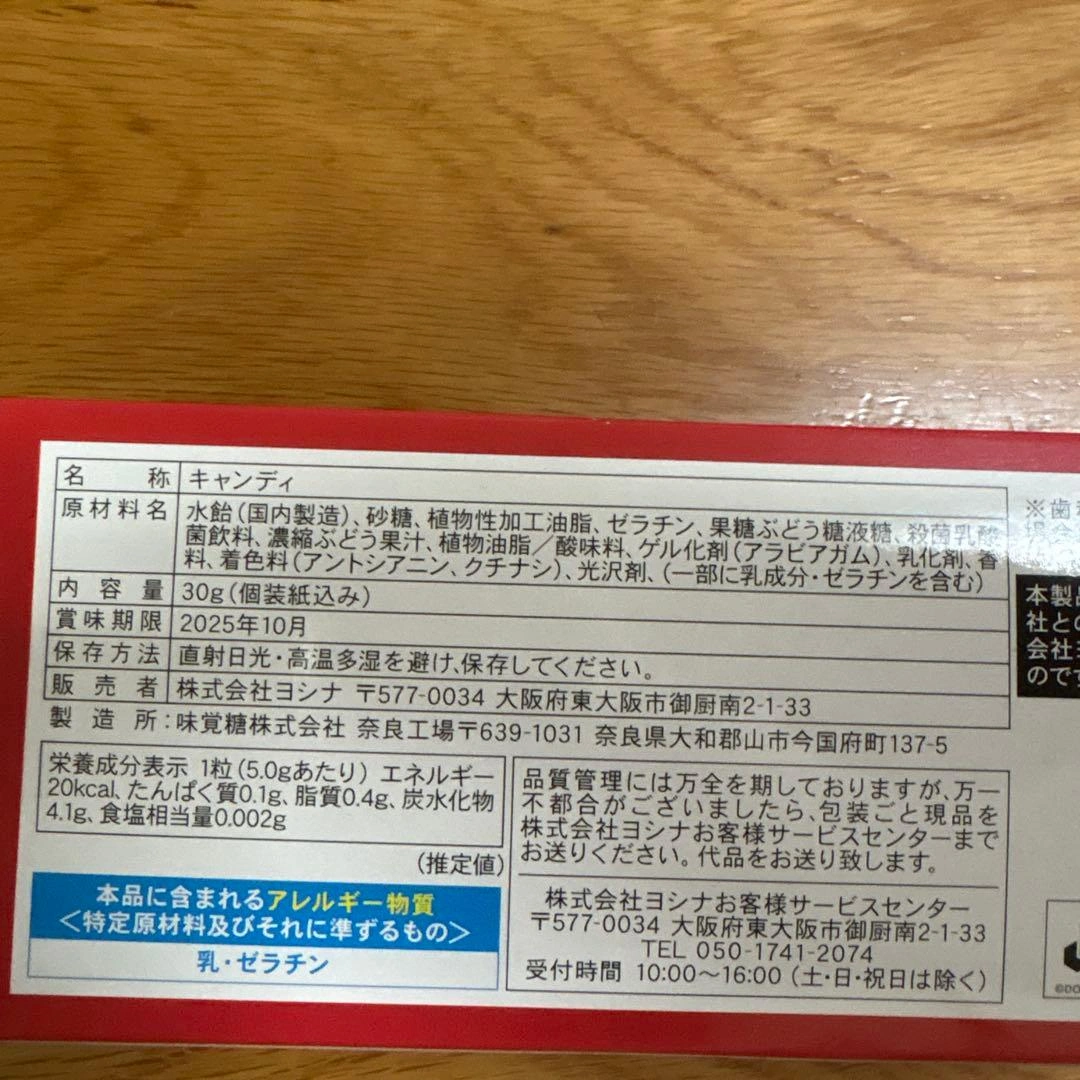 名称 キャンディ
原材料名 水飴(国内製造)、砂糖、植物性加工油脂、ゼラチン、果糖ぶどう糖液糖、殺菌乳酸
菌飲料、濃縮ぶどう果汁、植物油脂/酸味料、ゲル化剤(アラビアガム)、乳化剤、香
料、着色料(アントシアニン、クチナシ)、光沢剤、(一部に乳成分・ゼラチンを含む)
内容量 30g(個装紙込み)
賞味期限 2025年10月
保存方法 直射日光・高温多湿を避け、保存してください。
販売者 株式会社ヨシナ 〒577-0034 大阪府東大阪市御厨南2-1-33
製造所:味覚糖株式会社 奈良工場〒639-1031 奈良県大和郡山市今国府町137-5
栄養成分表示 1粒(5.0gあたり) エネルギー
20kcal、たんぱく質0.1g、脂質0.4g、炭水化物
4.1g、食塩相当量0.002g
(推定値)
本品に含まれるアレルギー物質
<特定原材料及びそれに準ずるもの>
乳・ゼラチン
品質管理には万全を期しておりますが、万一
不都合がございましたら、包装ごと現品を
株式会社ヨシナお客様サービスセンターまで
お送りください。代品をお送り致します。
株式会社ヨシナお客様サービスセンター
〒577-0034 大阪府東大阪市御厨南2-1-33
TEL 050-1741-2074
受付時間 10:00〜16:00 (土・日・祝日は除く)
※歯
場合
本製品
社との
会社
ので
©DO